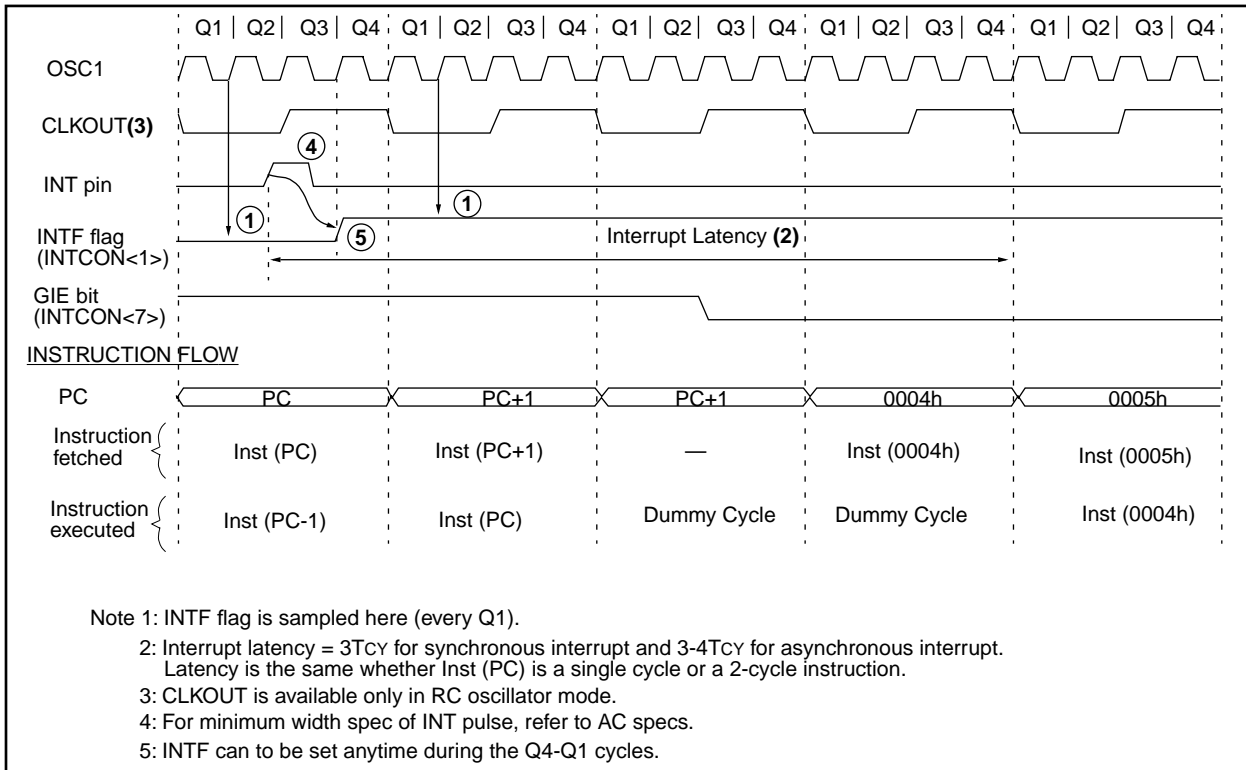 Q1 | Q2 | Q3 | Q4 Q1 | Q2 | Q3 | Q4 Q1 | Q2 | Q3 | Q4 Q1 | Q2 | Q3 | Q4 Q1 | Q2 | Q3 | Q4
OSC1
CLKOUT(3)
4
INT pin
1
1
INTF flag
(INTCON<1>)
5
Interrupt Latency (2)
GIE bit
(INTCON<7>)
INSTRUCTION FLOW
PC PC PC+1 PC+1 0004h 0005h
Instruction
fetched
Inst (PC) Inst (PC+1) — Inst (0004h) Inst (0005h)
Instruction
executed
Inst (PC-1) Inst (PC) Dummy Cycle Dummy Cycle Inst (0004h)
Note 1: INTF flag is sampled here (every Q1).
2: Interrupt latency = 3TCY for synchronous interrupt and 3-4TCY for asynchronous interrupt.
Latency is the same whether Inst (PC) is a single cycle or a 2-cycle instruction.
3: CLKOUT is available only in RC oscillator mode.
4: For minimum width spec of INT pulse, refer to AC specs.
5: INTF can to be set anytime during the Q4-Q1 cycles.